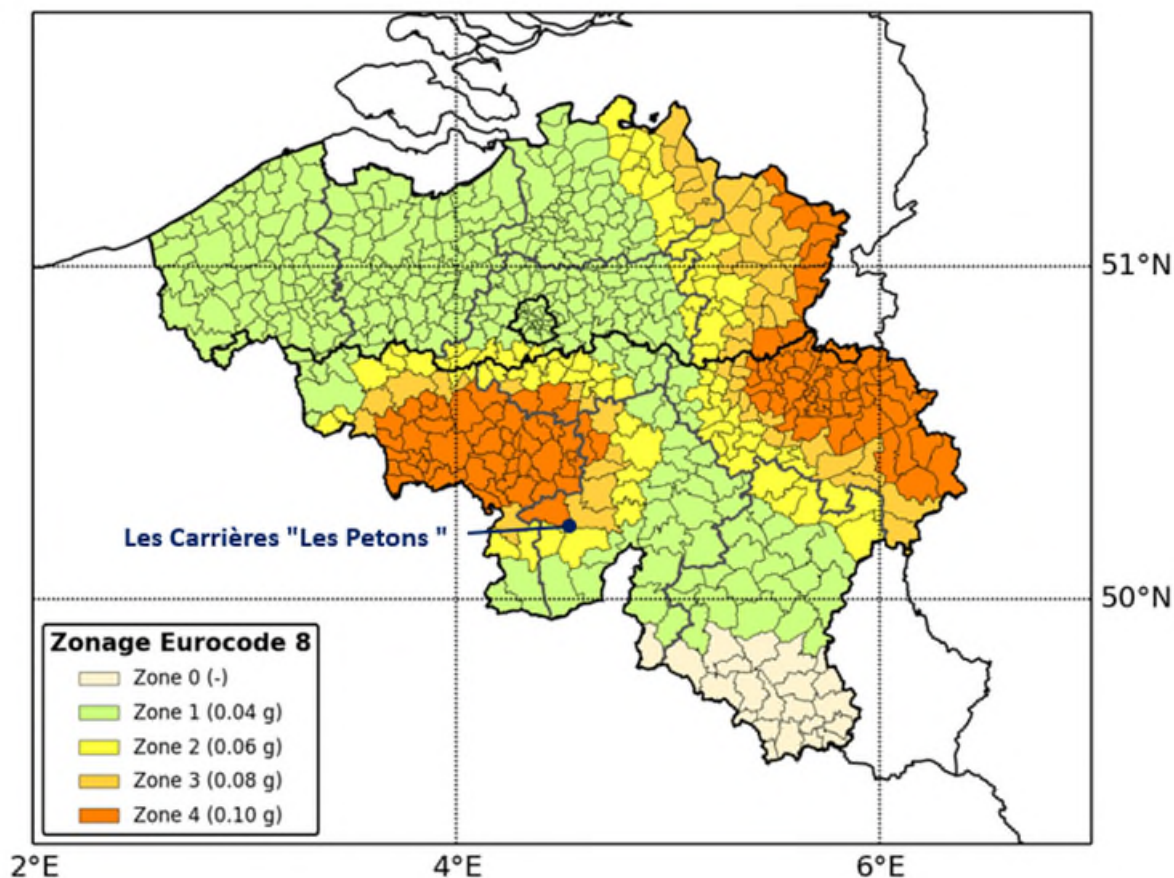 51°N
Les Carrières "Les Petons "
50°N
Zonage Eurocode 8
Zone 0 (-)
Zone 1 (0.04 g)
Zone 2 (0.06 g)
Zone 3 (0.08 g)
Zone 4 (0.10 g)
2°E
4°E
6°E